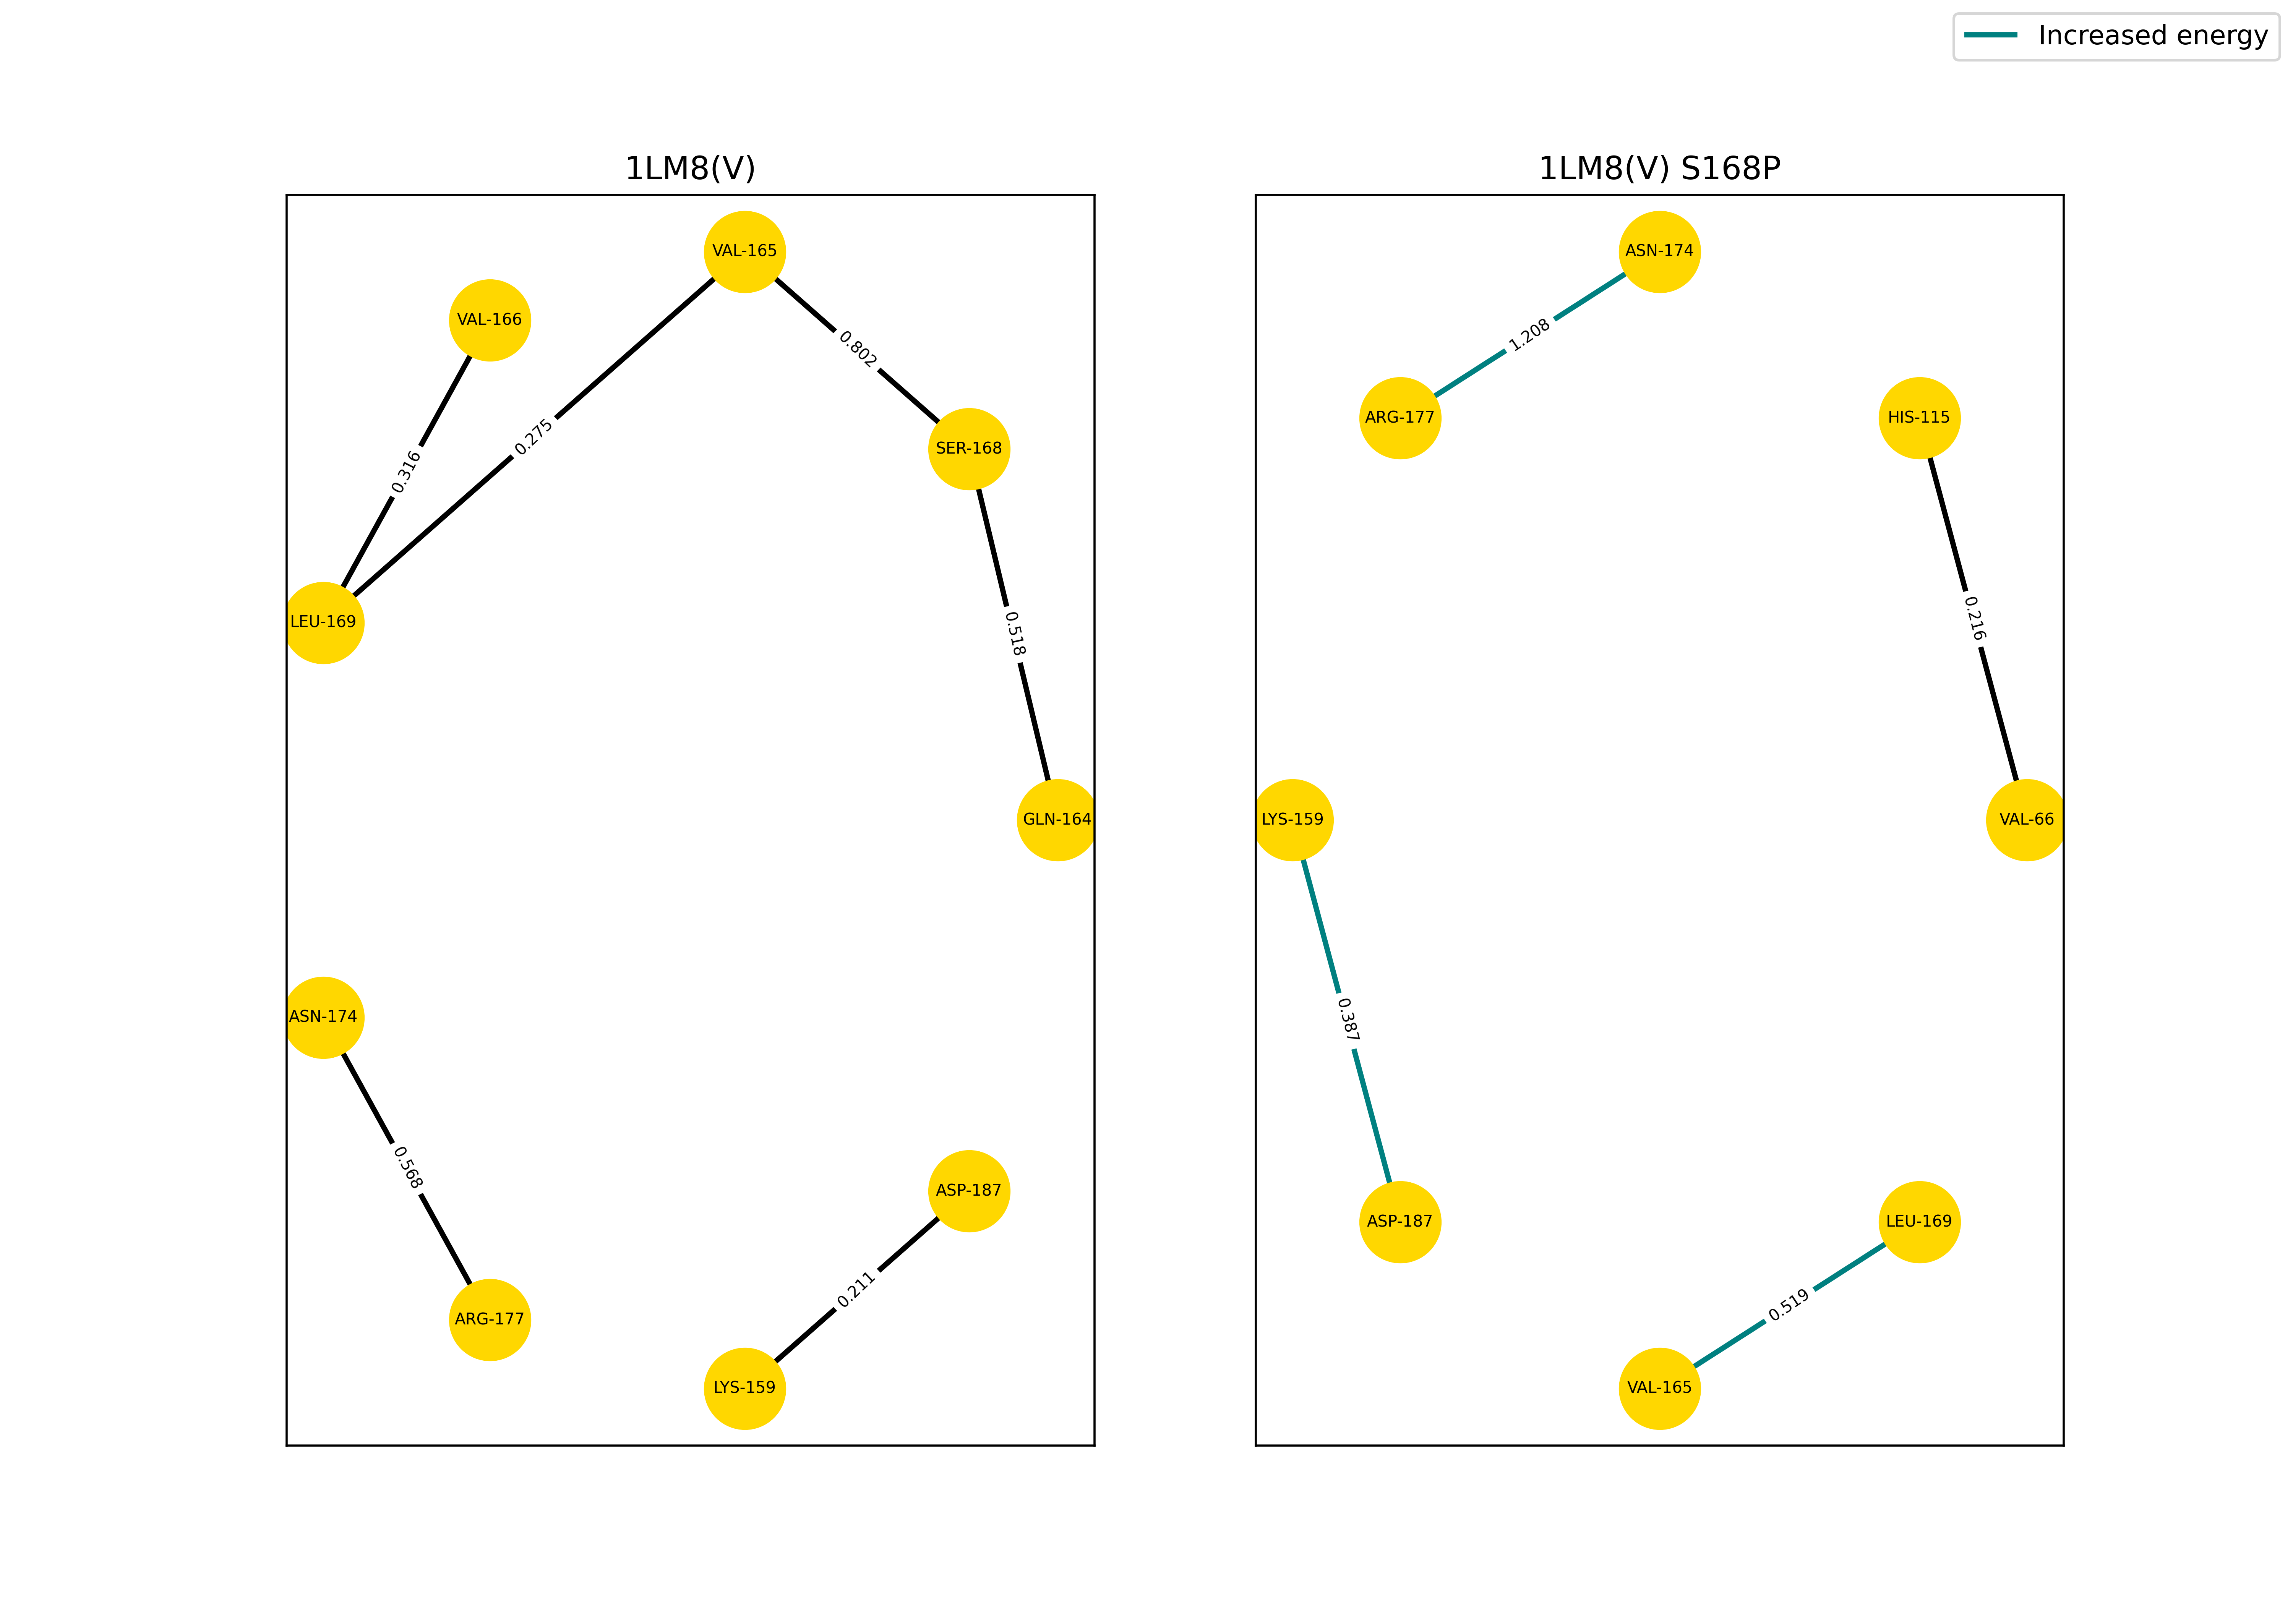 Increased energy
1LM8(V)
VAL-165
VAL-166
0.802
0.275
SER-168
0.316
LEU-169
0.518
GLN-164
ASN-174
0.568
ASP-187
0.211
ARG-177
LYS-159
1LM8(V) S168P
ASN-174
1.208
ARG-177
HIS-115
0.216
LYS-159
VAL-66
0.387
ASP-187
LEU-169
0.519
VAL-165